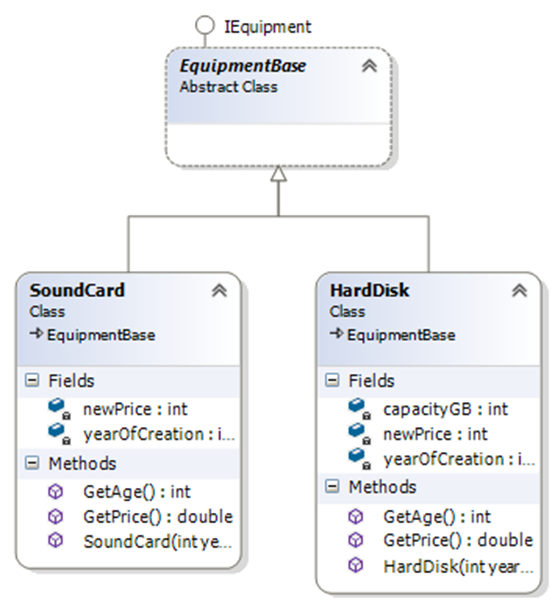 IEquipment
EquipmentBase
Abstract Class
SoundCard
Class
EquipmentBase
Fields
newPrice : int
yearOfCreation : i...
Methods
GetAge() : int
GetPrice() : double
SoundCard(int ye...
HardDisk
Class
EquipmentBase
Fields
capacityGB : int
newPrice : int
yearOfCreation : i...
Methods
GetAge() : int
GetPrice() : double
HardDisk(int year...